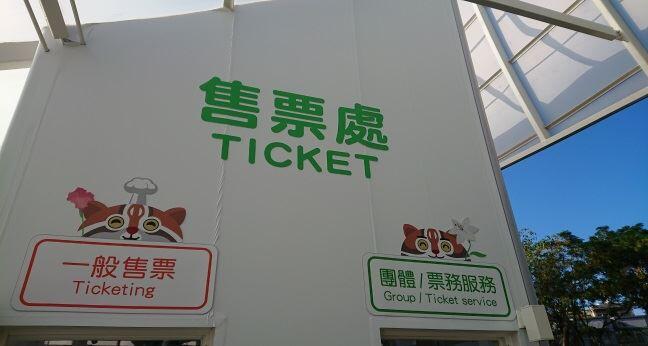 售票處
TICKET
一般售票
Ticketing
團體/票務服務
Group / Ticket service